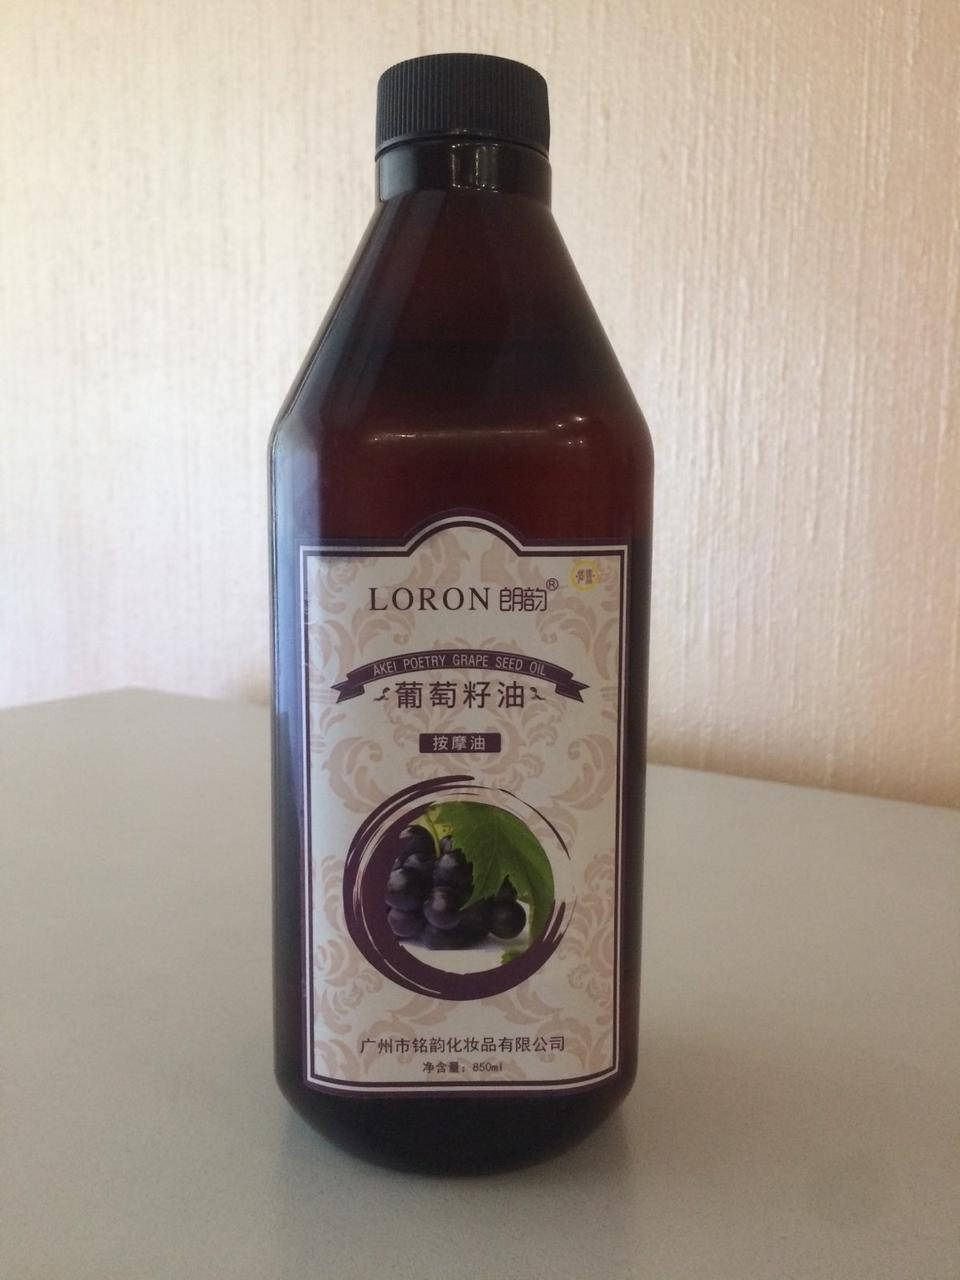 LORON 朗韵®
AKEI POETRY GRAPE SEED OIL
葡萄籽油
按摩油
广州市铭韵化妆品有限公司
净含量：850ml